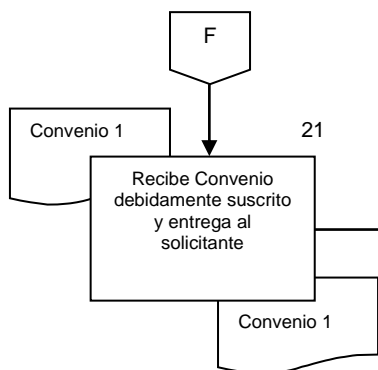 F
Convenio 1
21
Recibe Convenio
debidamente suscrito
y entrega al
solicitante
Convenio 1